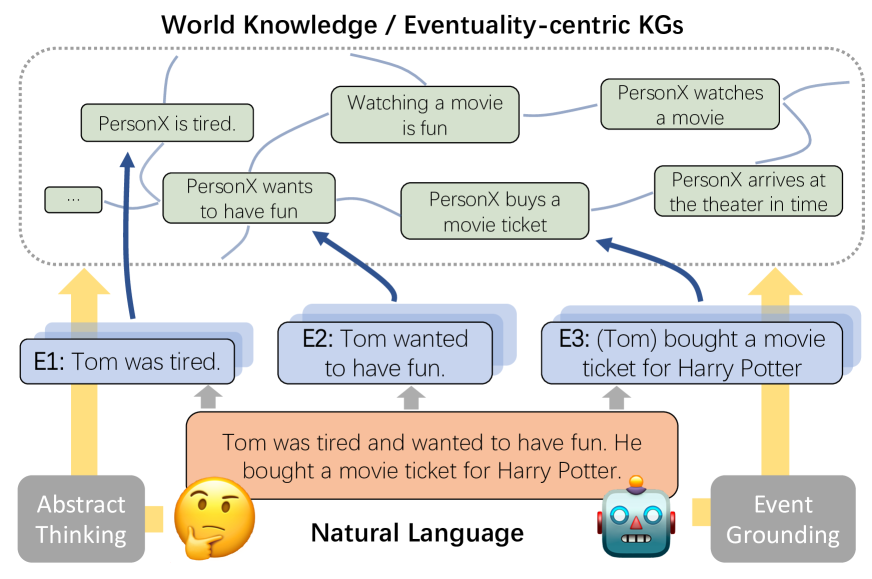 World Knowledge / Eventuality-centric KGs
PersonX is tired.
Watching a movie
is fun
PersonX watches
a movie
...
PersonX wants
to have fun
PersonX buys a
movie ticket
PersonX arrives at
the theater in time
E1: Tom was tired.
E2: Tom wanted
to have fun.
E3: (Tom) bought a movie
ticket for Harry Potter
Tom was tired and wanted to have fun. He
bought a movie ticket for Harry Potter.
Abstract
Thinking
Natural Language
Event
Grounding